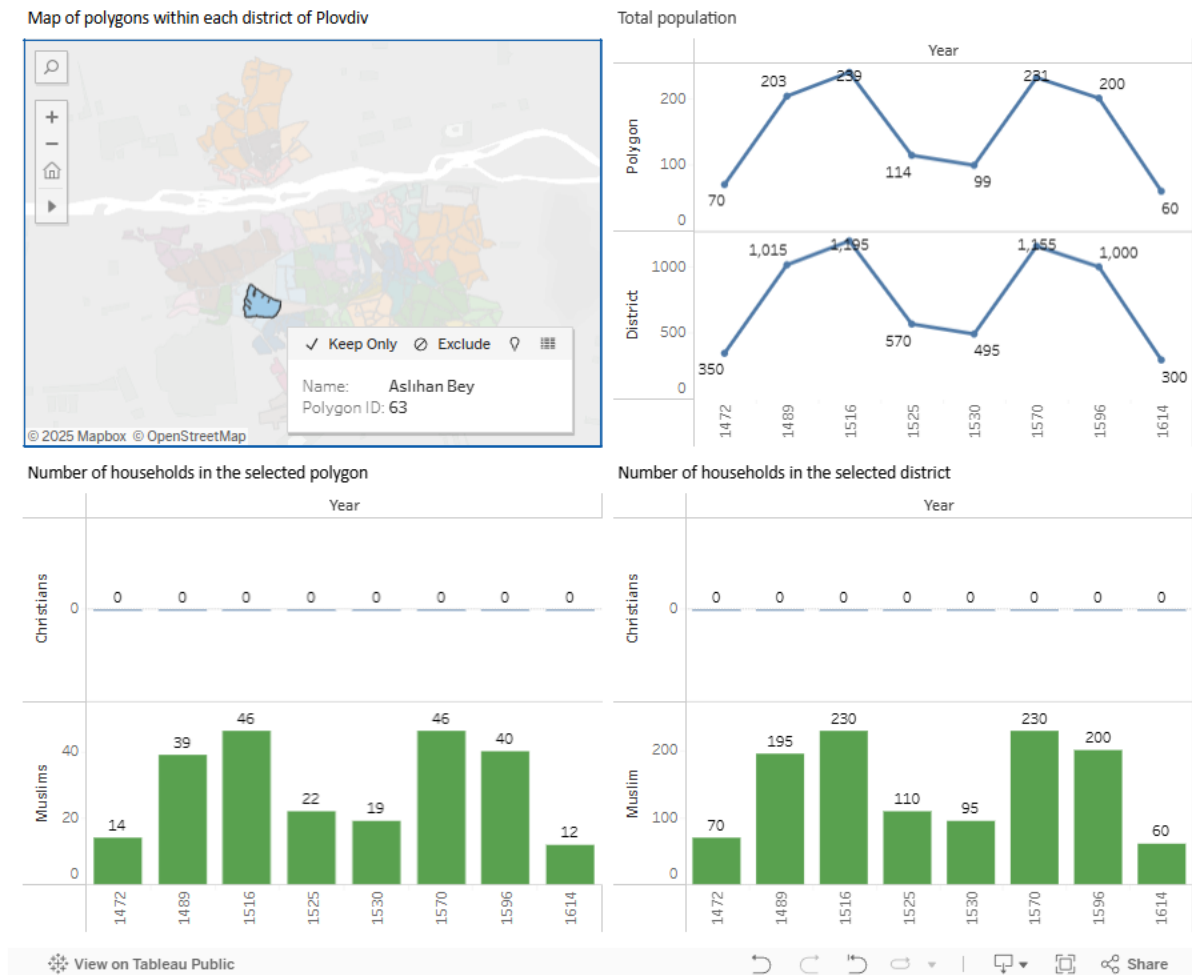 Map of polygons within each district of Plovdiv
Keep Only Exclude
Name: Aslıhan Bey
Polygon ID: 63
© 2025 Mapbox © OpenStreetMap
Total population
Year
Polygon
200
100
0
70
203
239
114
99
231
200
60
District
1000
500
0
350
1,015
1,195
570
495
1,155
1,000
300
1472 1489 1516 1525 1530 1570 1596 1614
Number of households in the selected polygon
Year
Christians
0
0 0 0 0 0 0 0 0
Muslims
40
20
0
14 39 46 22 19 46 40 12
1472 1489 1516 1525 1530 1570 1596 1614
Number of households in the selected district
Year
Christians
0
0 0 0 0 0 0 0 0
Muslim
200
100
0
70 195 230 110 95 230 200 60
1472 1489 1516 1525 1530 1570 1596 1614
View on Tableau Public
Share